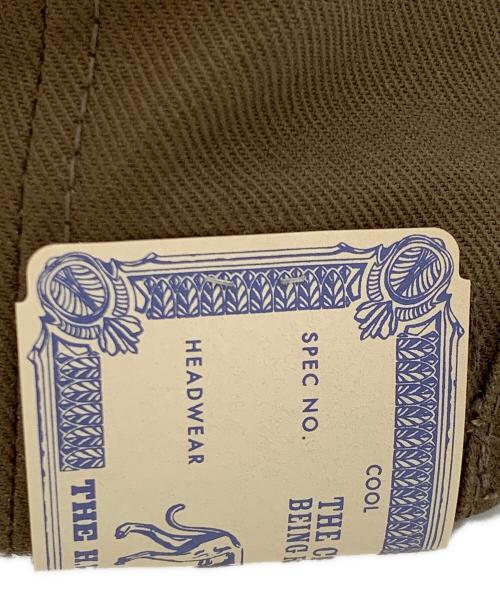 COOL
THE
BEING
SPEC NO.
HEADWEAR
THE